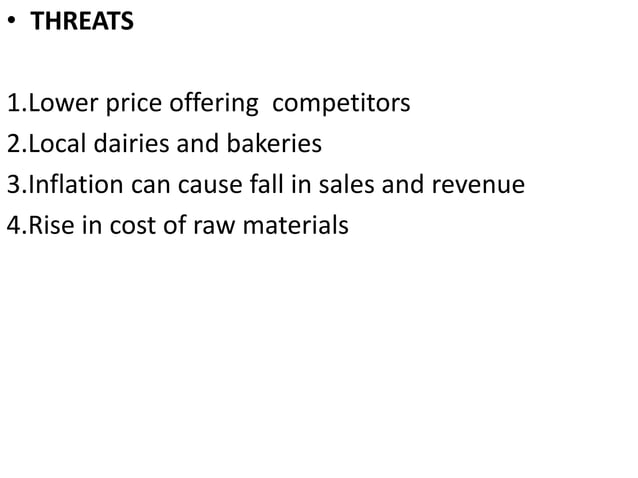 • THREATS
1.Lower price offering  competitors
2.Local dairies and bakeries
3.Inflation can cause fall in sales and revenue
4.Rise in cost of raw materials